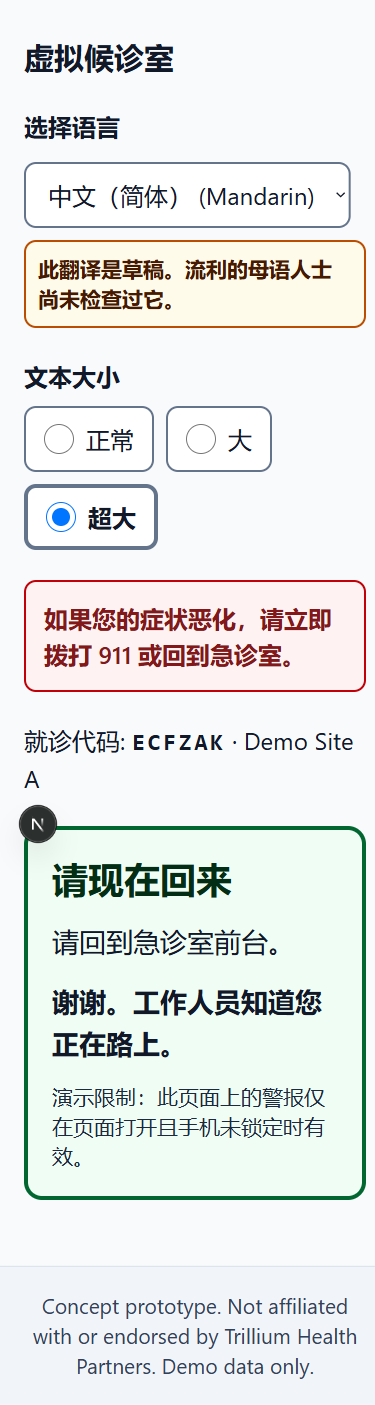 虚拟候诊室
选择语言
中文（简体） (Mandarin)
此翻译是草稿。流利的母语人士
尚未检查过它。
文本大小
正常
大
超大
如果您的症状恶化，请立即
拨打 911 或回到急诊室。
就诊代码: ECFZAK · Demo Site
A
N
请现在回来
请回到急诊室前台。
谢谢。工作人员知道您
正在路上。
演示限制：此页面上的警报仅
在页面打开且手机未锁定时有
效。
Concept prototype. Not affiliated
with or endorsed by Trillium Health
Partners. Demo data only.